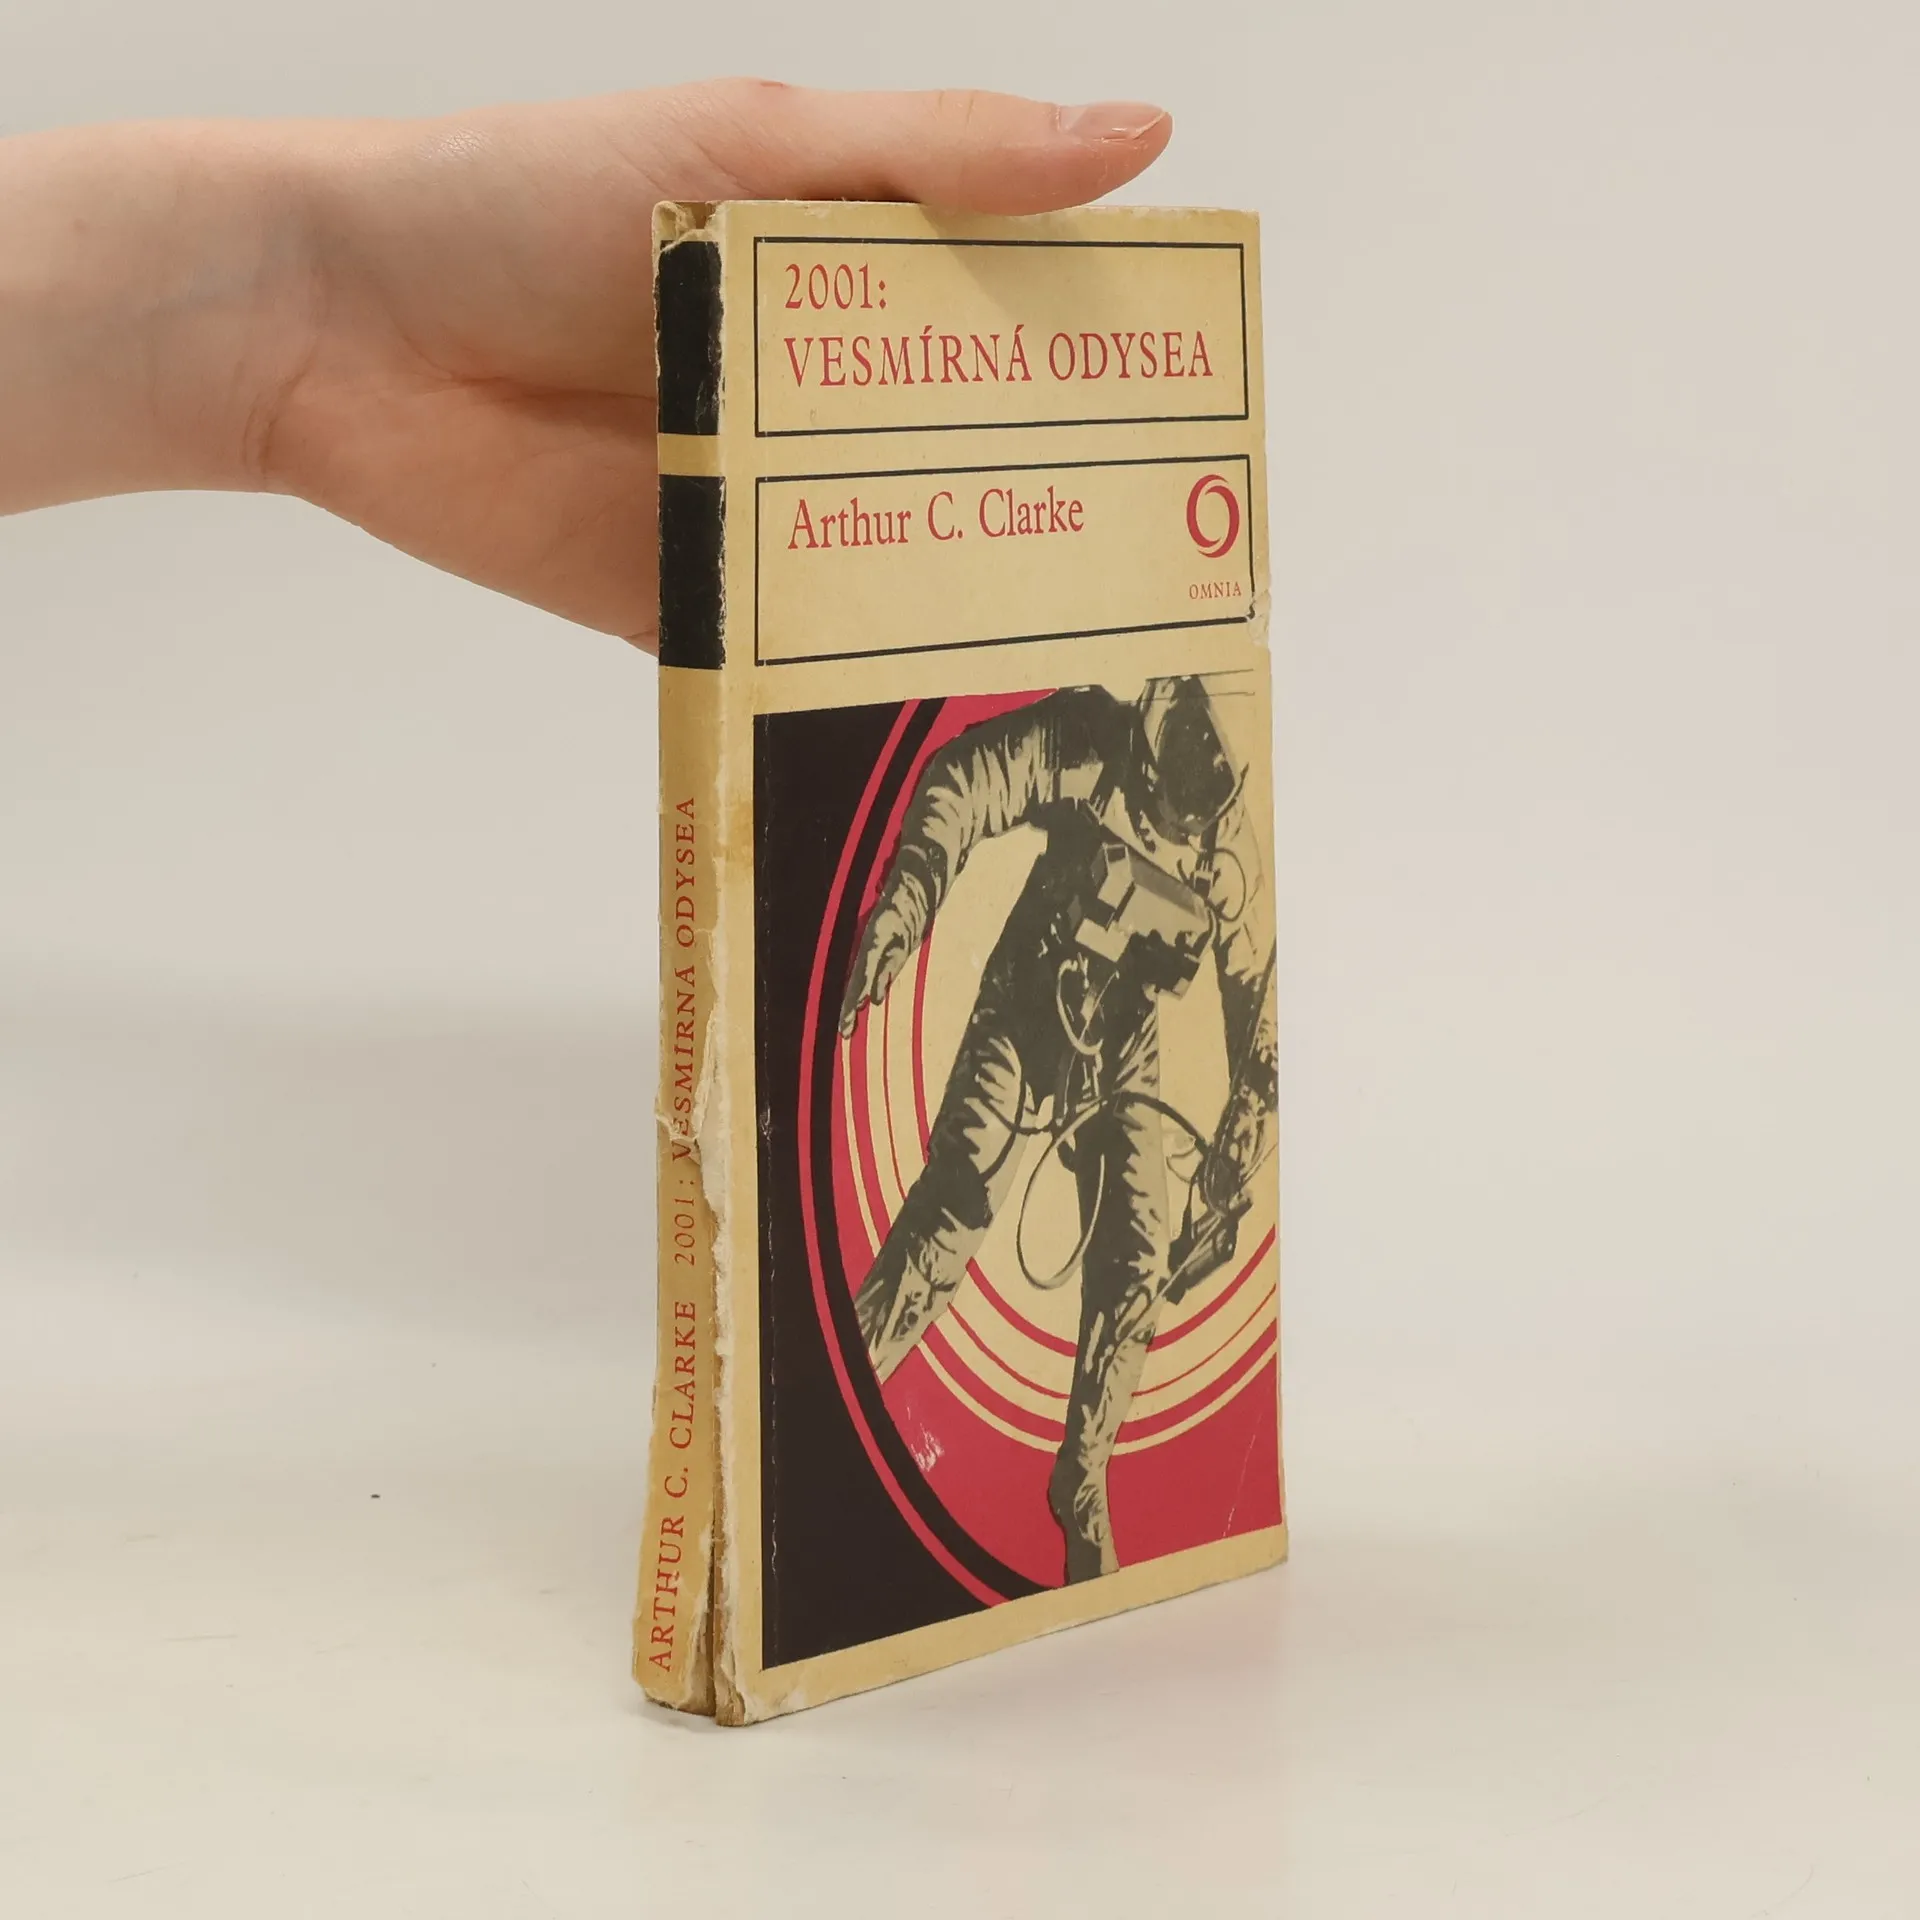 2001:
VESMÍRNÁ ODYSEA
Arthur C. Clarke
OMNIA
ARTHUR C. CLARKE 2001: VESMÍRNÁ ODYSEA